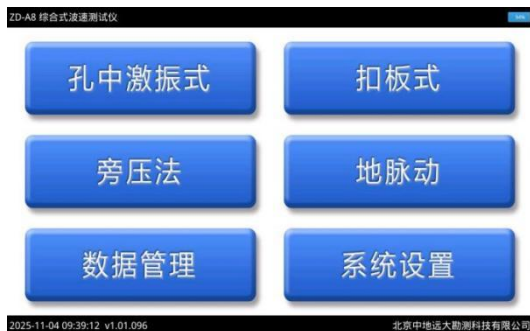 ZD-A8 综合式波速测试仪
孔中激振式
扣板式
旁压法
地脉动
数据管理
系统设置
2025-11-04 09:39:12 v1.01.096
北京中地远大勘测科技有限公司